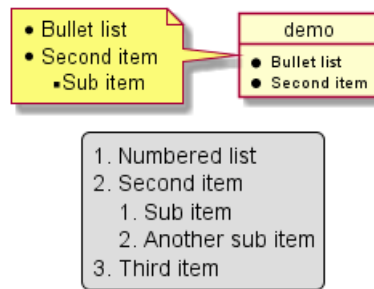 • Bullet list
• Second item
▪Sub item
demo
• Bullet list
• Second item
1. Numbered list
2. Second item
1. Sub item
2. Another sub item
3. Third item